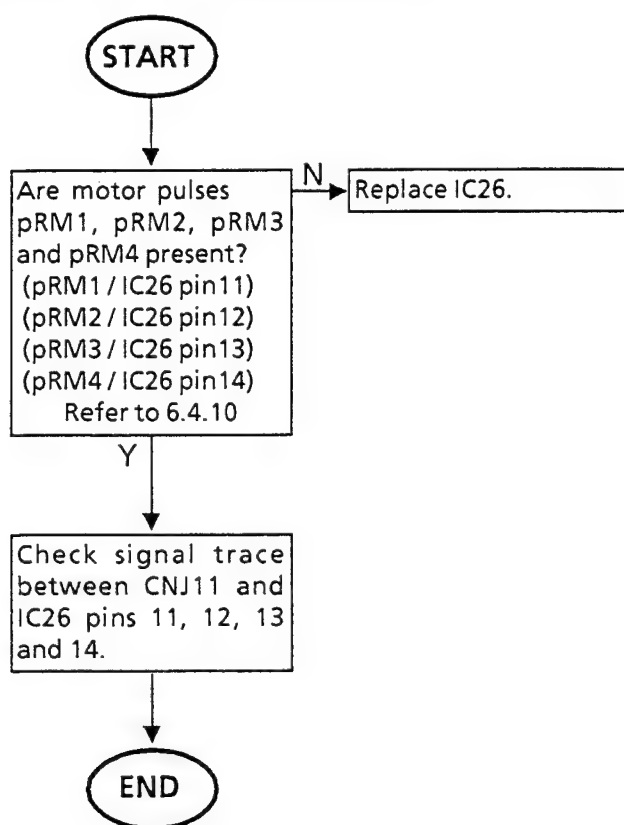 START
Are motor pulses
pRM1, pRM2, pRM3
and pRM4 present?
(pRM1 / IC26 pin11)
(pRM2 / IC26 pin12)
(pRM3 / IC26 pin13)
(pRM4 / IC26 pin14)
Refer to 6.4.10
N
Replace IC26.
Y
Check signal trace
between CNJ11 and
IC26 pins 11, 12, 13
and 14.
END